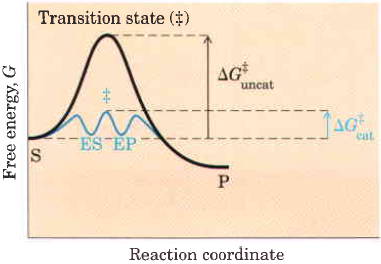 Transition state (‡)
Free energy, G
ΔG‡uncat
‡
ΔG‡cat
S
ES
EP
P
Reaction coordinate